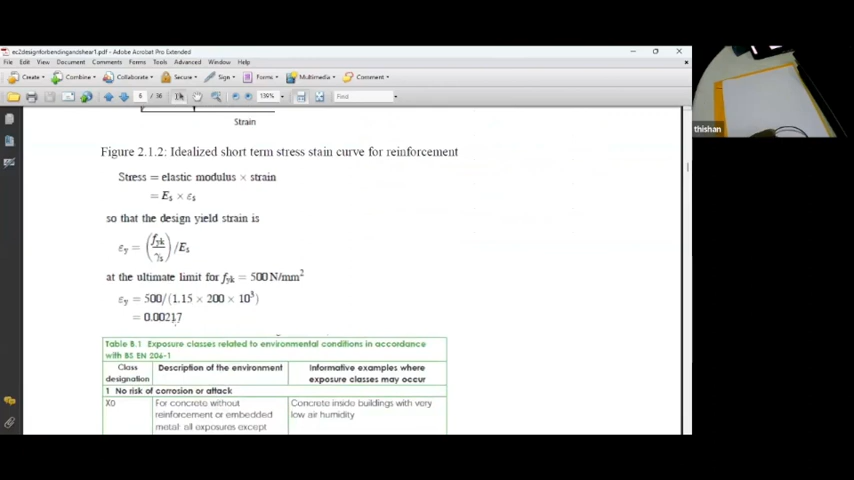 ec2designforbendingandshear1.pdf - Adobe Acrobat Pro Extended
File Edit View Document Comments Forms Tools Advanced Window Help
Create Combine Collaborate Secure Sign Forms Multimedia Comment
6 / 36 139% Find
Strain
Figure 2.1.2: Idealized short term stress stain curve for reinforcement
Stress = elastic modulus × strain
= Es × εs
so that the design yield strain is
εy = (fyk / γs) /Es
at the ultimate limit for fyk = 500 N/mm²
εy = 500/(1.15 × 200 × 10³)
= 0.00217
Table B.1 Exposure classes related to environmental conditions in accordance
with BS EN 206-1
Class designation
Description of the environment
Informative examples where exposure classes may occur
1 No risk of corrosion or attack
X0
For concrete without
reinforcement or embedded
metal: all exposures except
Concrete inside buildings with very
low air humidity
thishan